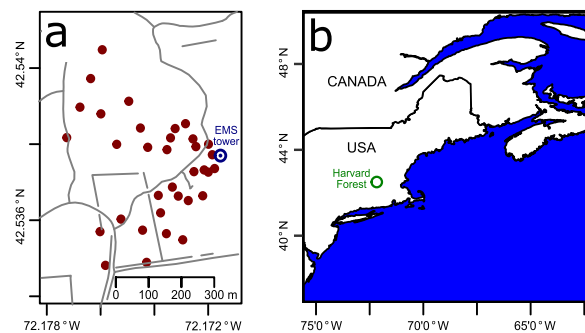 a
42.54°N
42.536°N
EMS
tower
0 100 200 300 m
72.178°W
72.172°W
b
48°N
44°N
40°N
CANADA
USA
Harvard
Forest
75°0'W
70°0'W
65°0'W